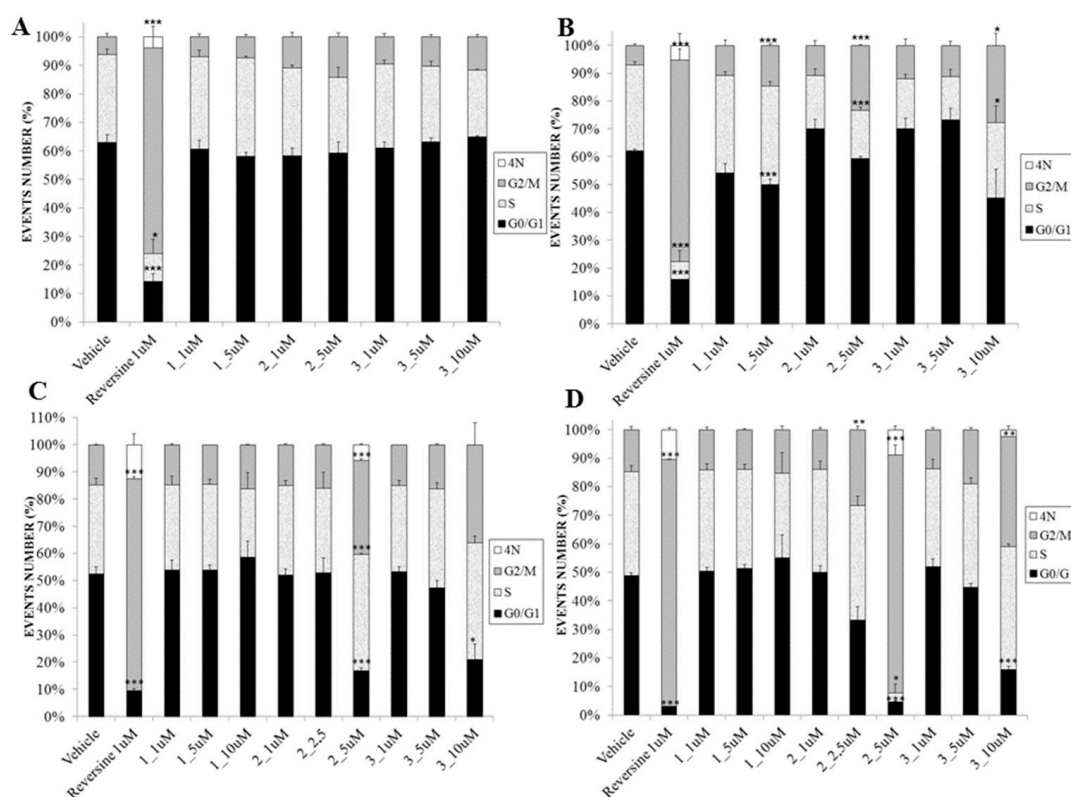 A
EVENTS NUMBER (%)
100%
90%
80%
70%
60%
50%
40%
30%
20%
10%
0%
***
*
***
4N
G2/M
S
G0/G1
Vehicle
Reversine 1uM
1_1uM
1_5uM
2_1uM
2_5uM
3_1uM
3_5uM
3_10uM
B
EVENTS NUMBER (%)
100%
90%
80%
70%
60%
50%
40%
30%
20%
10%
0%
***
***
***
***
***
***
***
*
*
4N
G2/M
S
G0/G1
Vehicle
Reversine 1uM
1_1uM
1_5uM
2_1uM
2_5uM
3_1uM
3_5uM
3_10uM
C
EVENTS NUMBER (%)
110%
100%
90%
80%
70%
60%
50%
40%
30%
20%
10%
0%
***
***
***
***
***
*
4N
G2/M
S
G0/G1
Vehicle
Reversine 1uM
1_1uM
1_5uM
1_10uM
2_1uM
2_2.5
2_5uM
3_1uM
3_5uM
3_10uM
D
EVENTS NUMBER (%)
100%
90%
80%
70%
60%
50%
40%
30%
20%
10%
0%
***
***
**
***
*
***
**
***
4N
G2/M
S
G0/G1
Vehicle
Reversine 1uM
1_1uM
1_5uM
1_10uM
2_1uM
2_2.5uM
2_5uM
3_1uM
3_5uM
3_10uM